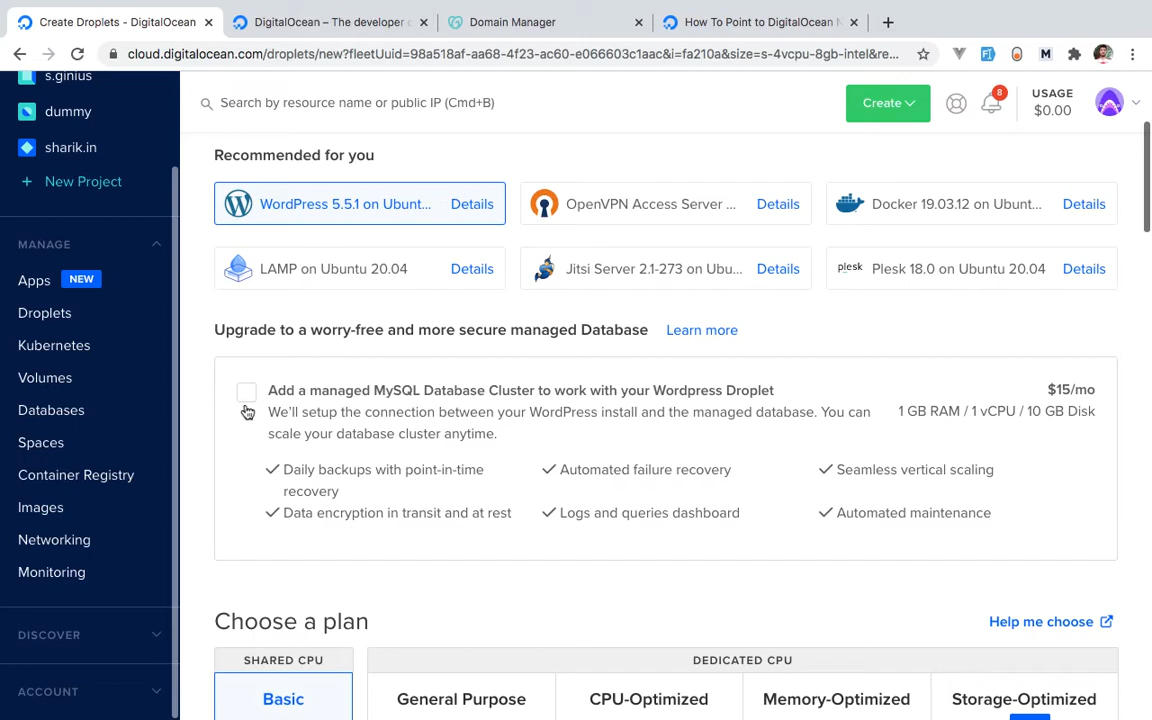 Create Droplets - DigitalOcean
DigitalOcean – The developer c
Domain Manager
How To Point to DigitalOcean N
cloud.digitalocean.com/droplets/new?fleetUuid=98a518af-aa68-4f23-ac60-e066603c1aac&i=fa210a&size=s-4vcpu-8gb-intel&re...
s.ginius
dummy
sharik.in
+ New Project
MANAGE
Apps NEW
Droplets
Kubernetes
Volumes
Databases
Spaces
Container Registry
Images
Networking
Monitoring
DISCOVER
ACCOUNT
Search by resource name or public IP (Cmd+B)
Create
8
USAGE
$0.00
Recommended for you
WordPress 5.5.1 on Ubunt... Details
OpenVPN Access Server ... Details
Docker 19.03.12 on Ubunt... Details
LAMP on Ubuntu 20.04 Details
Jitsi Server 2.1-273 on Ubu... Details
plesk Plesk 18.0 on Ubuntu 20.04 Details
Upgrade to a worry-free and more secure managed Database Learn more
Add a managed MySQL Database Cluster to work with your Wordpress Droplet
$15/mo
We'll setup the connection between your WordPress install and the managed database. You can
1 GB RAM / 1 vCPU / 10 GB Disk
scale your database cluster anytime.
Daily backups with point-in-time
recovery
Automated failure recovery
Seamless vertical scaling
Data encryption in transit and at rest
Logs and queries dashboard
Automated maintenance
Choose a plan
Help me choose
SHARED CPU
DEDICATED CPU
Basic
General Purpose
CPU-Optimized
Memory-Optimized
Storage-Optimized